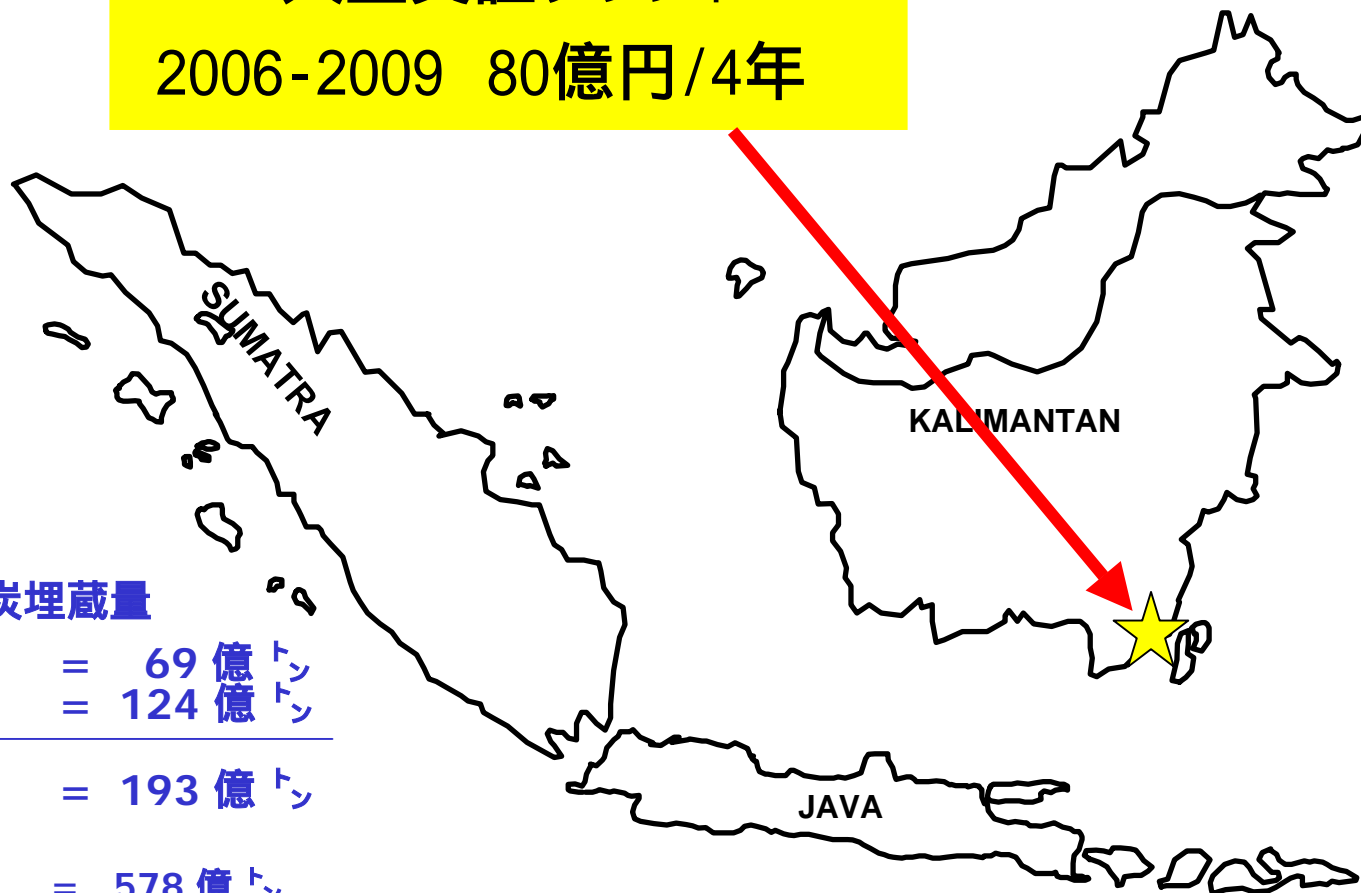 2006-2009 80億円/4年
SUMATRA
KALIMANTAN
炭埋蔵量
= 69 億トン
= 124 億トン
= 193 億トン
JAVA
= 578 億トン